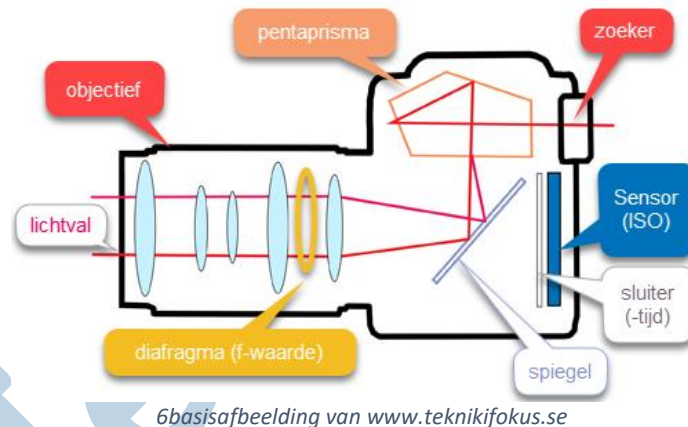 pentaprisma
zoeker
objectief
Sensor
(ISO)
lichtval
sluiter
(-tijd)
diafragma (f-waarde)
spiegel
6basisafbeelding van www.teknikifokus.se